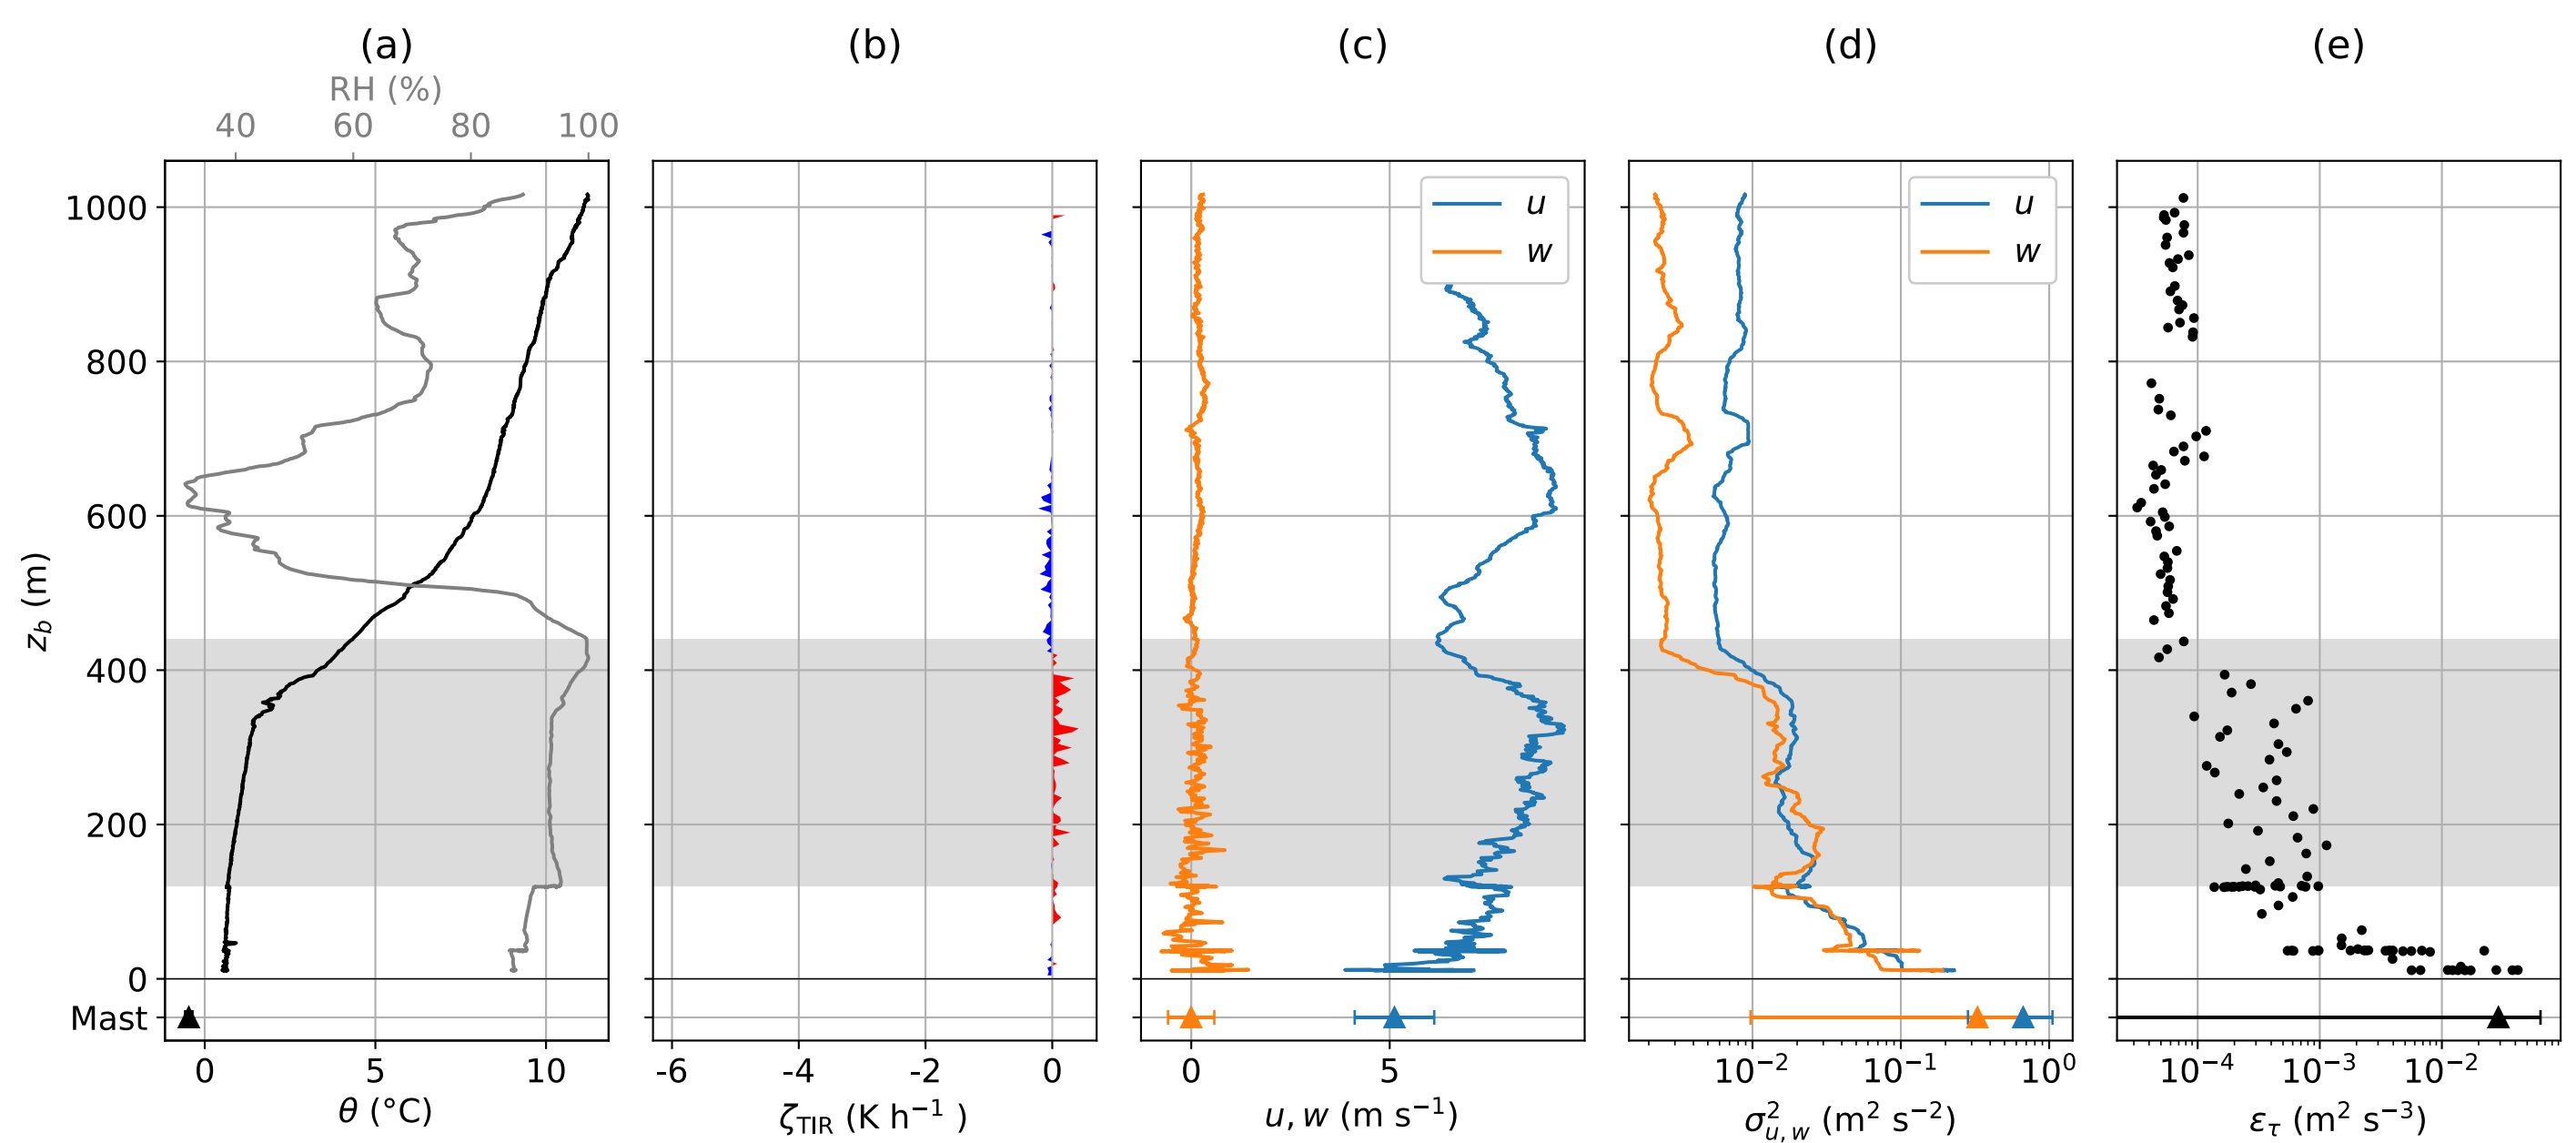 (a) (b) (c) (d) (e)
RH (%)
40 60 80 100
u u
w w
1000
800
600
400
200
0
Mast
z_b (m)
0 5 10 -6 -4 -2 0 0 5 10⁻² 10⁻¹ 10⁰ 10⁻⁴ 10⁻³ 10⁻²
θ (°C) ζ_TIR (K h⁻¹ ) u, w (m s⁻¹) σ²_u,w (m² s⁻²) ε_τ (m² s⁻³)